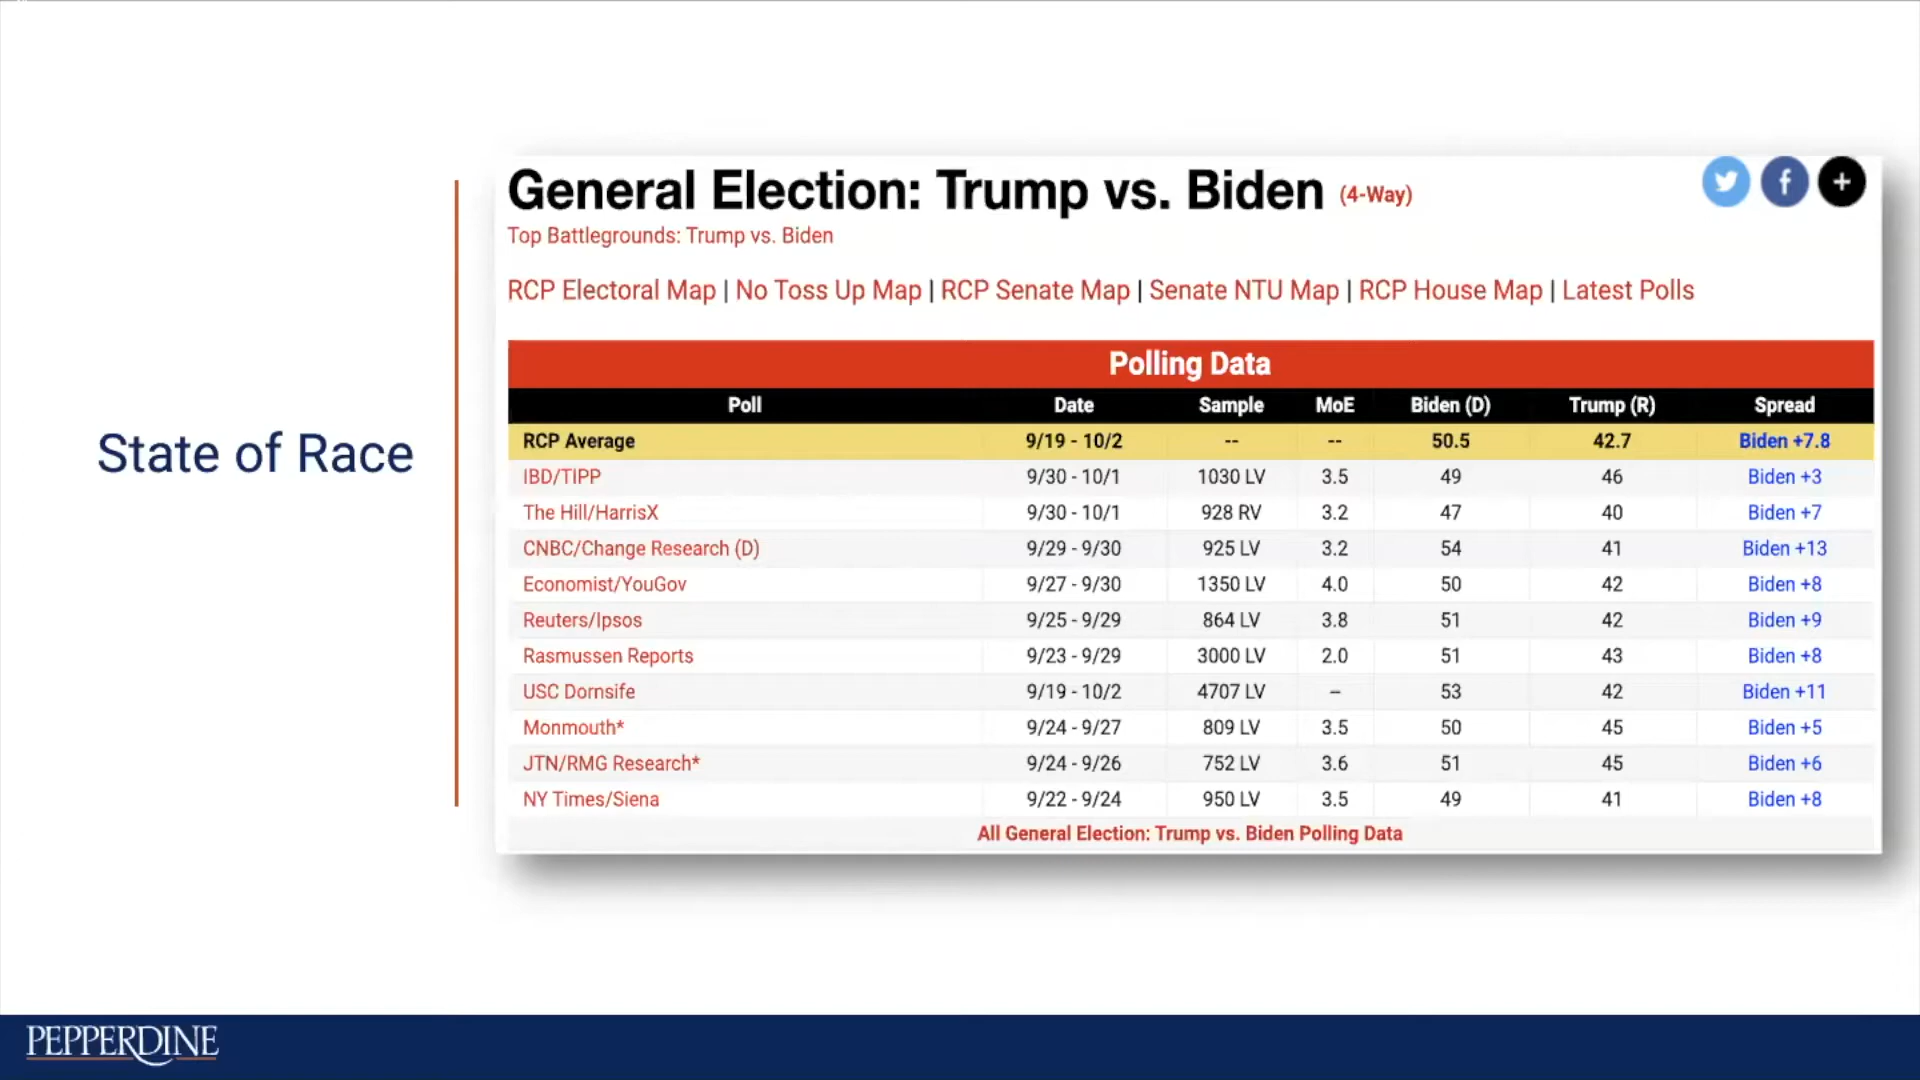 State of Race
General Election: Trump vs. Biden (4-Way)
Top Battlegrounds: Trump vs. Biden
RCP Electoral Map | No Toss Up Map | RCP Senate Map | Senate NTU Map | RCP House Map | Latest Polls
Polling Data
Poll Date Sample MoE Biden (D) Trump (R) Spread
RCP Average 9/19 - 10/2 -- -- 50.5 42.7 Biden +7.8
IBD/TIPP 9/30 - 10/1 1030 LV 3.5 49 46 Biden +3
The Hill/HarrisX 9/30 - 10/1 928 RV 3.2 47 40 Biden +7
CNBC/Change Research (D) 9/29 - 9/30 925 LV 3.2 54 41 Biden +13
Economist/YouGov 9/27 - 9/30 1350 LV 4.0 50 42 Biden +8
Reuters/Ipsos 9/25 - 9/29 864 LV 3.8 51 42 Biden +9
Rasmussen Reports 9/23 - 9/29 3000 LV 2.0 51 43 Biden +8
USC Dornsife 9/19 - 10/2 4707 LV – 53 42 Biden +11
Monmouth* 9/24 - 9/27 809 LV 3.5 50 45 Biden +5
JTN/RMG Research* 9/24 - 9/26 752 LV 3.6 51 45 Biden +6
NY Times/Siena 9/22 - 9/24 950 LV 3.5 49 41 Biden +8
All General Election: Trump vs. Biden Polling Data
PEPPERDINE